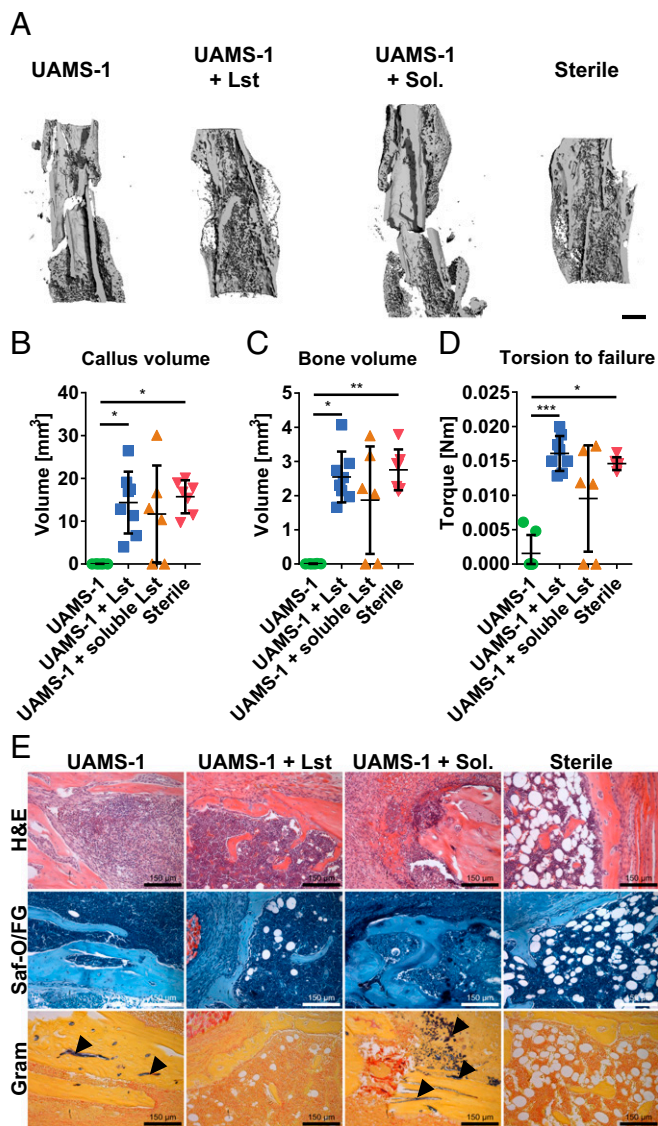 A
UAMS-1
UAMS-1
+ Lst
UAMS-1
+ Sol.
Sterile
B
Callus volume
Volume [mm³]
40
30
20
10
0
*
*
UAMS-1
UAMS-1 + Lst
UAMS-1 + soluble Lst
Sterile
C
Bone volume
Volume [mm³]
5
4
3
2
1
0
**
*
UAMS-1
UAMS-1 + Lst
UAMS-1 + soluble Lst
Sterile
D
Torsion to failure
Torque [Nm]
0.025
0.020
0.015
0.010
0.005
0.000
*
***
UAMS-1
UAMS-1 + Lst
UAMS-1 + soluble Lst
Sterile
E
UAMS-1
UAMS-1 + Lst
UAMS-1 + Sol.
Sterile
H&E
150 µm
150 µm
150 µm
150 µm
Saf-O/FG
150 µm
150 µm
150 µm
150 µm
Gram
150 µm
150 µm
150 µm
150 µm